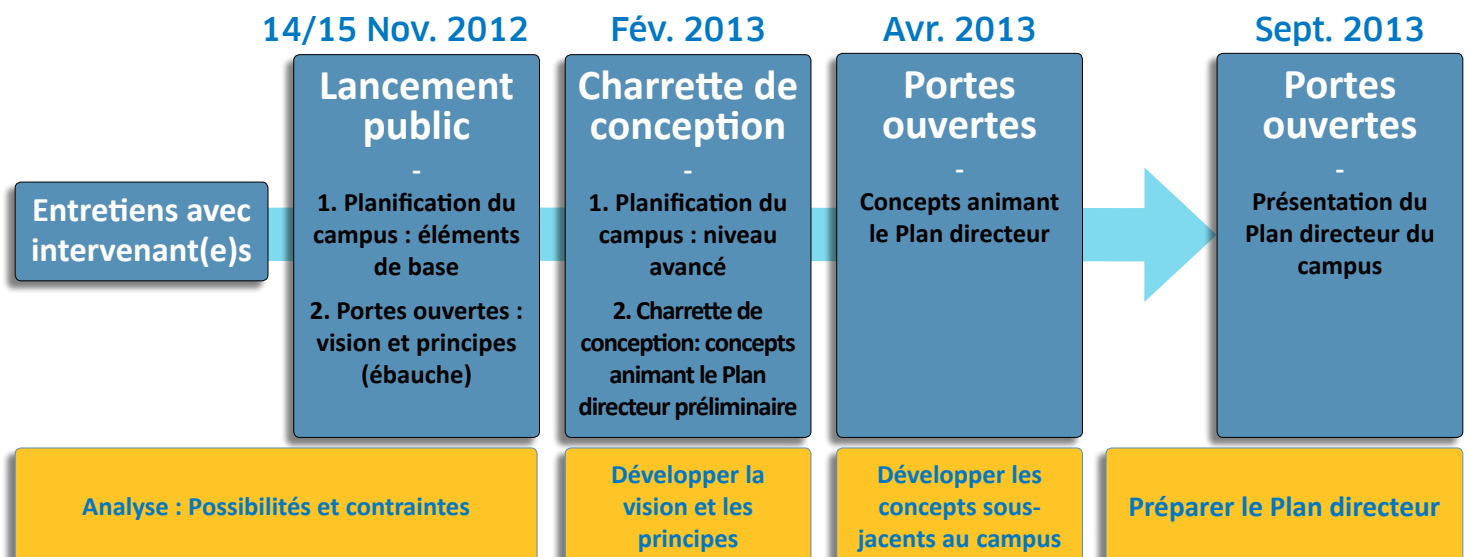 14/15 Nov. 2012
Fév. 2013
Avr. 2013
Sept. 2013
Entretiens avec
intervenant(e)s
Lancement
public
-
1. Planification du
campus : éléments
de base
2. Portes ouvertes :
vision et principes
(ébauche)
Charrette de
conception
-
1. Planification du
campus : niveau
avancé
2. Charrette de
conception: concepts
animant le Plan
directeur préliminaire
Portes
ouvertes
-
Concepts animant
le Plan directeur
Portes
ouvertes
-
Présentation du
Plan directeur du
campus
Analyse : Possibilités et contraintes
Développer la
vision et les
principes
Développer les
concepts sous-
jacents au campus
Préparer le Plan directeur